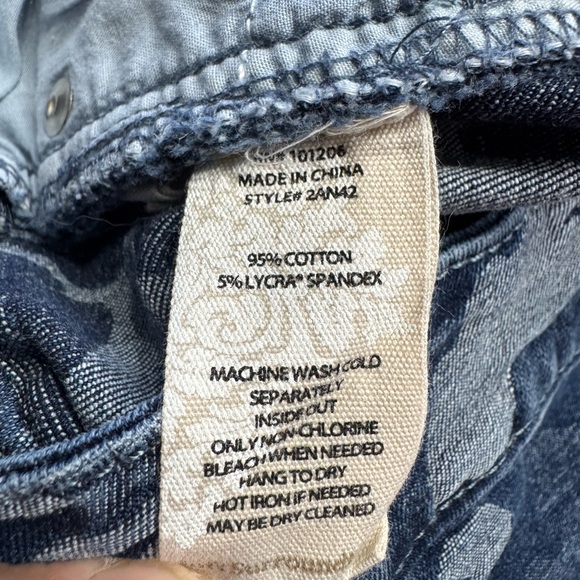 RN# 101206
MADE IN CHINA
STYLE# 2AN42
95% COTTON
5% LYCRA® SPANDEX
MACHINE WASH COLD
SEPARATELY
INSIDE OUT
ONLY NON-CHLORINE
BLEACH WHEN NEEDED
HANG TO DRY
HOT IRON IF NEEDED
MAY BE DRY CLEANED